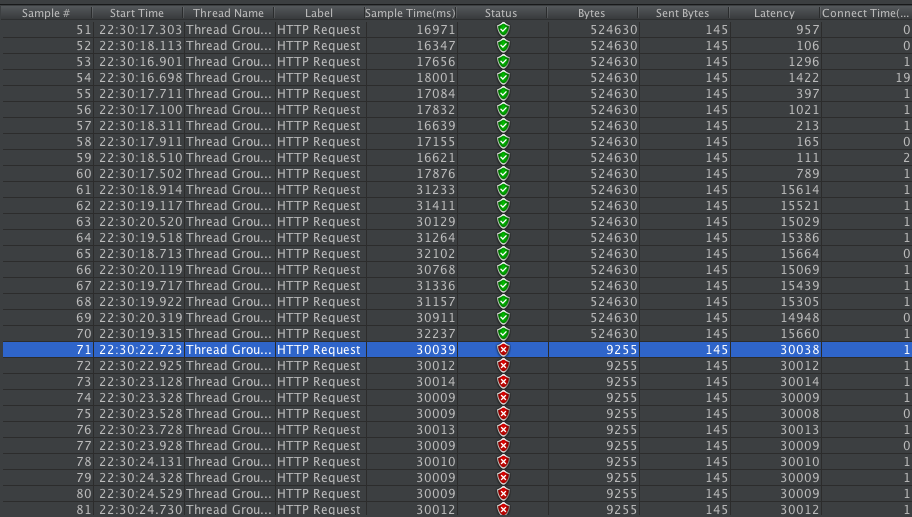 Sample # Start Time Thread Name Label Sample Time(ms) Status Bytes Sent Bytes Latency Connect Time(...
51 22:30:17.303 Thread Grou... HTTP Request 16971 524630 145 957 0
52 22:30:18.113 Thread Grou... HTTP Request 16347 524630 145 106 0
53 22:30:16.901 Thread Grou... HTTP Request 17656 524630 145 1296 1
54 22:30:16.698 Thread Grou... HTTP Request 18001 524630 145 1422 19
55 22:30:17.711 Thread Grou... HTTP Request 17084 524630 145 397 1
56 22:30:17.100 Thread Grou... HTTP Request 17832 524630 145 1021 1
57 22:30:18.311 Thread Grou... HTTP Request 16639 524630 145 213 1
58 22:30:17.911 Thread Grou... HTTP Request 17155 524630 145 165 0
59 22:30:18.510 Thread Grou... HTTP Request 16621 524630 145 111 2
60 22:30:17.502 Thread Grou... HTTP Request 17876 524630 145 789 1
61 22:30:18.914 Thread Grou... HTTP Request 31233 524630 145 15614 1
62 22:30:19.117 Thread Grou... HTTP Request 31411 524630 145 15521 1
63 22:30:20.520 Thread Grou... HTTP Request 30129 524630 145 15029 1
64 22:30:19.518 Thread Grou... HTTP Request 31264 524630 145 15386 1
65 22:30:18.713 Thread Grou... HTTP Request 32102 524630 145 15664 0
66 22:30:20.119 Thread Grou... HTTP Request 30768 524630 145 15069 1
67 22:30:19.717 Thread Grou... HTTP Request 31336 524630 145 15439 1
68 22:30:19.922 Thread Grou... HTTP Request 31157 524630 145 15305 1
69 22:30:20.319 Thread Grou... HTTP Request 30911 524630 145 14948 0
70 22:30:19.315 Thread Grou... HTTP Request 32237 524630 145 15660 1
71 22:30:22.723 Thread Grou... HTTP Request 30039 9255 145 30038 1
72 22:30:22.925 Thread Grou... HTTP Request 30012 9255 145 30012 1
73 22:30:23.128 Thread Grou... HTTP Request 30014 9255 145 30014 1
74 22:30:23.328 Thread Grou... HTTP Request 30009 9255 145 30009 1
75 22:30:23.528 Thread Grou... HTTP Request 30009 9255 145 30008 0
76 22:30:23.728 Thread Grou... HTTP Request 30013 9255 145 30013 1
77 22:30:23.928 Thread Grou... HTTP Request 30009 9255 145 30009 0
78 22:30:24.131 Thread Grou... HTTP Request 30010 9255 145 30010 1
79 22:30:24.328 Thread Grou... HTTP Request 30009 9255 145 30009 1
80 22:30:24.529 Thread Grou... HTTP Request 30009 9255 145 30009 1
81 22:30:24.730 Thread Grou... HTTP Request 30012 9255 145 30012 1